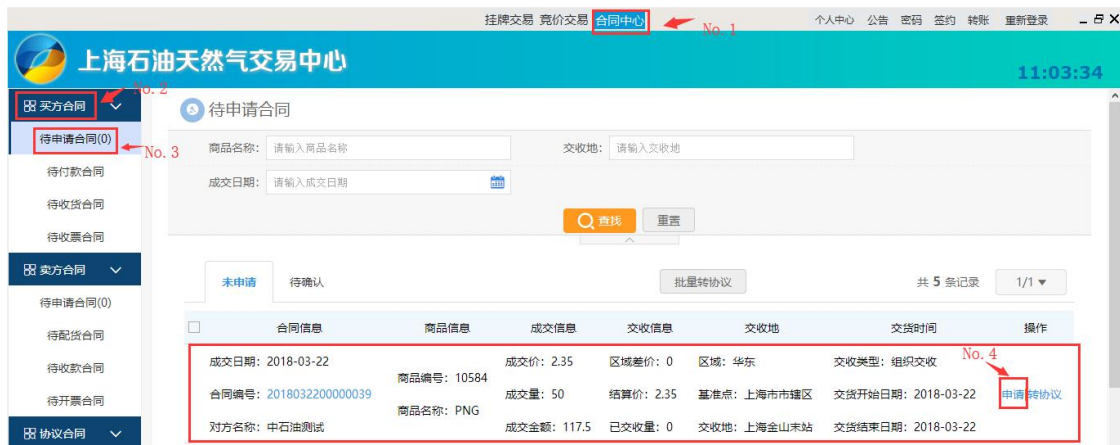 挂牌交易 竞价交易 合同中心 No. 1 个人中心 公告 密码 签约 转账 重新登录
上海石油天然气交易中心
11:03:34
No. 2
买方合同
待申请合同
待申请合同(0)
No. 3
商品名称: 请输入商品名称 交收地: 请输入交收地
待付款合同
成交日期: 请输入成交日期
待收货合同
查找 重置
待收票合同
卖方合同
未申请 待确认 批量转协议 共 5 条记录 1/1
待申请合同(0)
待配货合同
合同信息 商品信息 成交信息 交收信息 交收地 交货时间 操作
待收款合同
No. 4
成交日期: 2018-03-22 商品编号: 10584 成交价: 2.35 区域差价: 0 区域: 华东 交收类型: 组织交收
待开票合同
合同编号: 2018032200000039 成交量: 50 结算价: 2.35 基准点: 上海市市辖区 交货开始日期: 2018-03-22 申请 转协议
商品名称: PNG
协议合同
对方名称: 中石油测试 成交金额: 117.5 已交收量: 0 交收地: 上海金山末站 交货结束日期: 2018-03-22